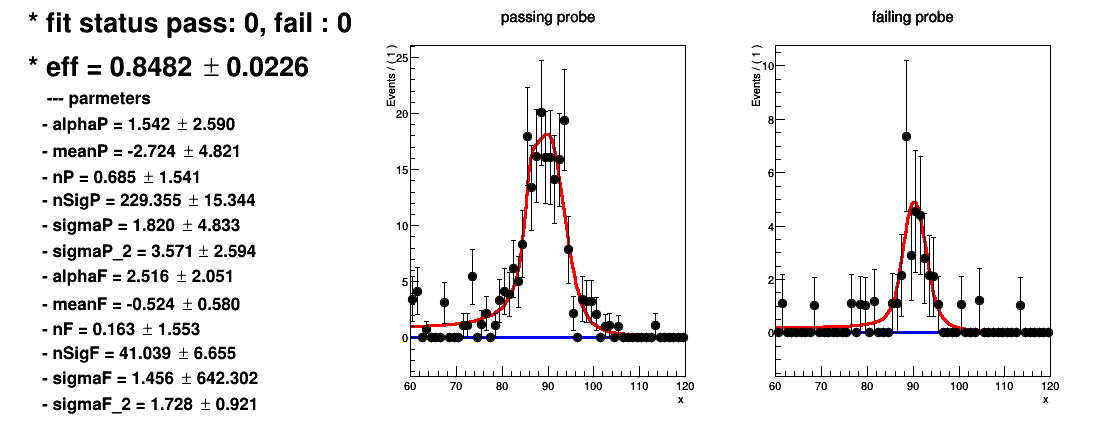 * fit status pass: 0, fail : 0
* eff = 0.8482 ± 0.0226
--- parmeters
- alphaP = 1.542 ± 2.590
- meanP = -2.724 ± 4.821
- nP = 0.685 ± 1.541
- nSigP = 229.355 ± 15.344
- sigmaP = 1.820 ± 4.833
- sigmaP_2 = 3.571 ± 2.594
- alphaF = 2.516 ± 2.051
- meanF = -0.524 ± 0.580
- nF = 0.163 ± 1.553
- nSigF = 41.039 ± 6.655
- sigmaF = 1.456 ± 642.302
- sigmaF_2 = 1.728 ± 0.921
passing probe
Events / ( 1 )
25
20
15
10
5
0
60 70 80 90 100 110 120
x
failing probe
Events / ( 1 )
10
8
6
4
2
0
60 70 80 90 100 110 120
x